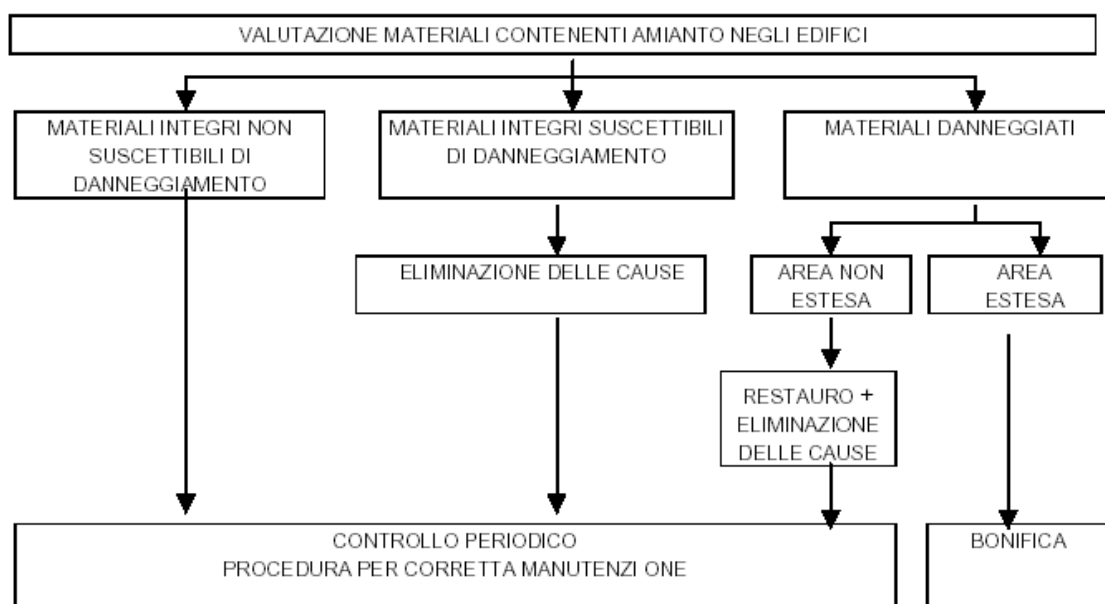 VALUTAZIONE MATERIALI CONTENENTI AMIANTO NEGLI EDIFICI
MATERIALI INTEGRI NON
SUSCETTIBILI DI
DANNEGGIAMENTO
MATERIALI INTEGRI SUSCETTIBILI
DI DANNEGGIAMENTO
MATERIALI DANNEGGIATI
ELIMINAZIONE DELLE CAUSE
AREA NON
ESTESA
AREA
ESTESA
RESTAURO +
ELIMINAZIONE
DELLE CAUSE
CONTROLLO PERIODICO
PROCEDURA PER CORRETTA MANUTENZI ONE
BONIFICA